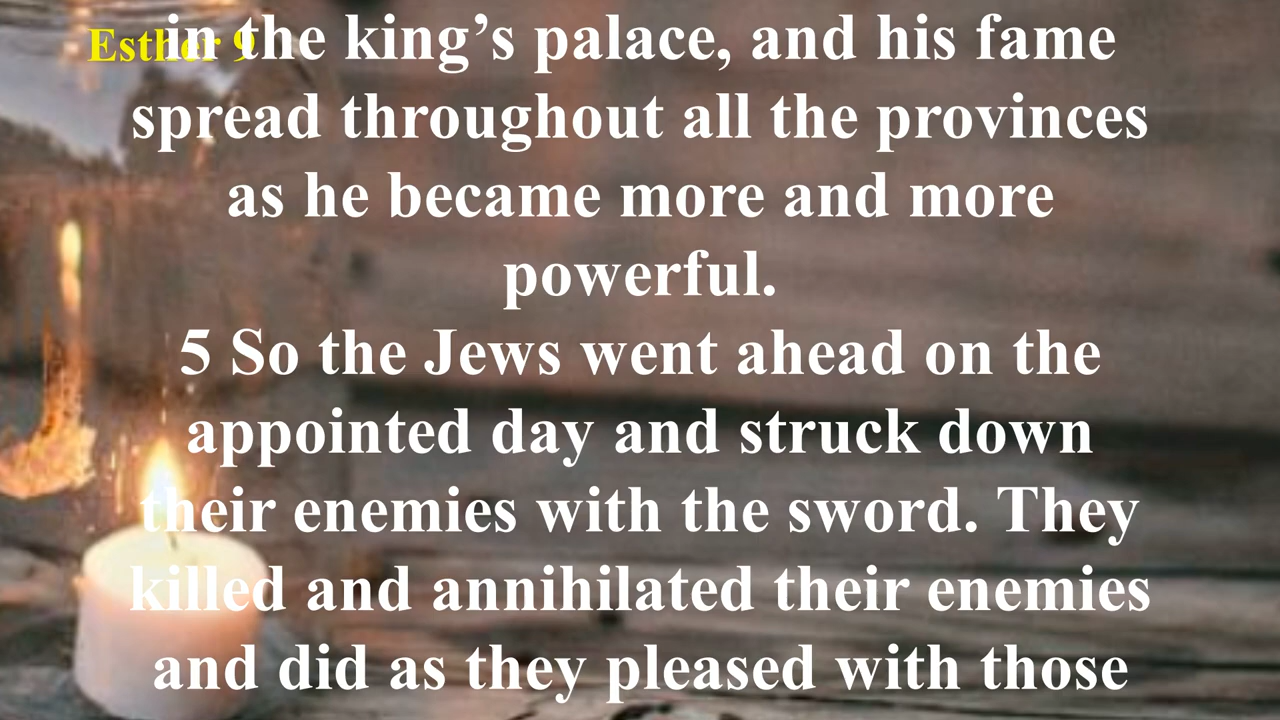 Esther 9
in the king’s palace, and his fame
spread throughout all the provinces
as he became more and more
powerful.
5 So the Jews went ahead on the
appointed day and struck down
their enemies with the sword. They
killed and annihilated their enemies
and did as they pleased with those